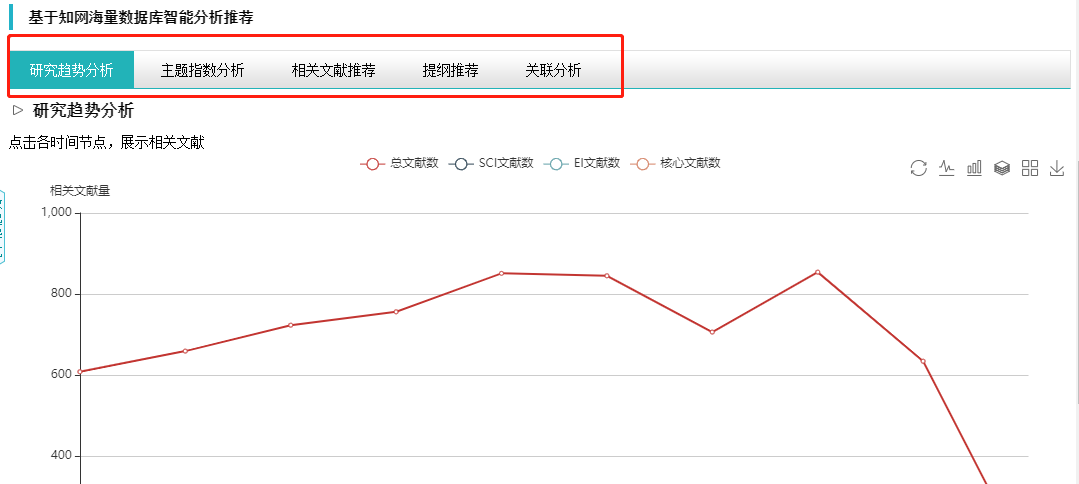 基于知网海量数据库智能分析推荐
研究趋势分析 主题指数分析 相关文献推荐 提纲推荐 关联分析
研究趋势分析
点击各时间节点，展示相关文献
总文献数 SCI文献数 EI文献数 核心文献数
相关文献量
1,000
800
600
400